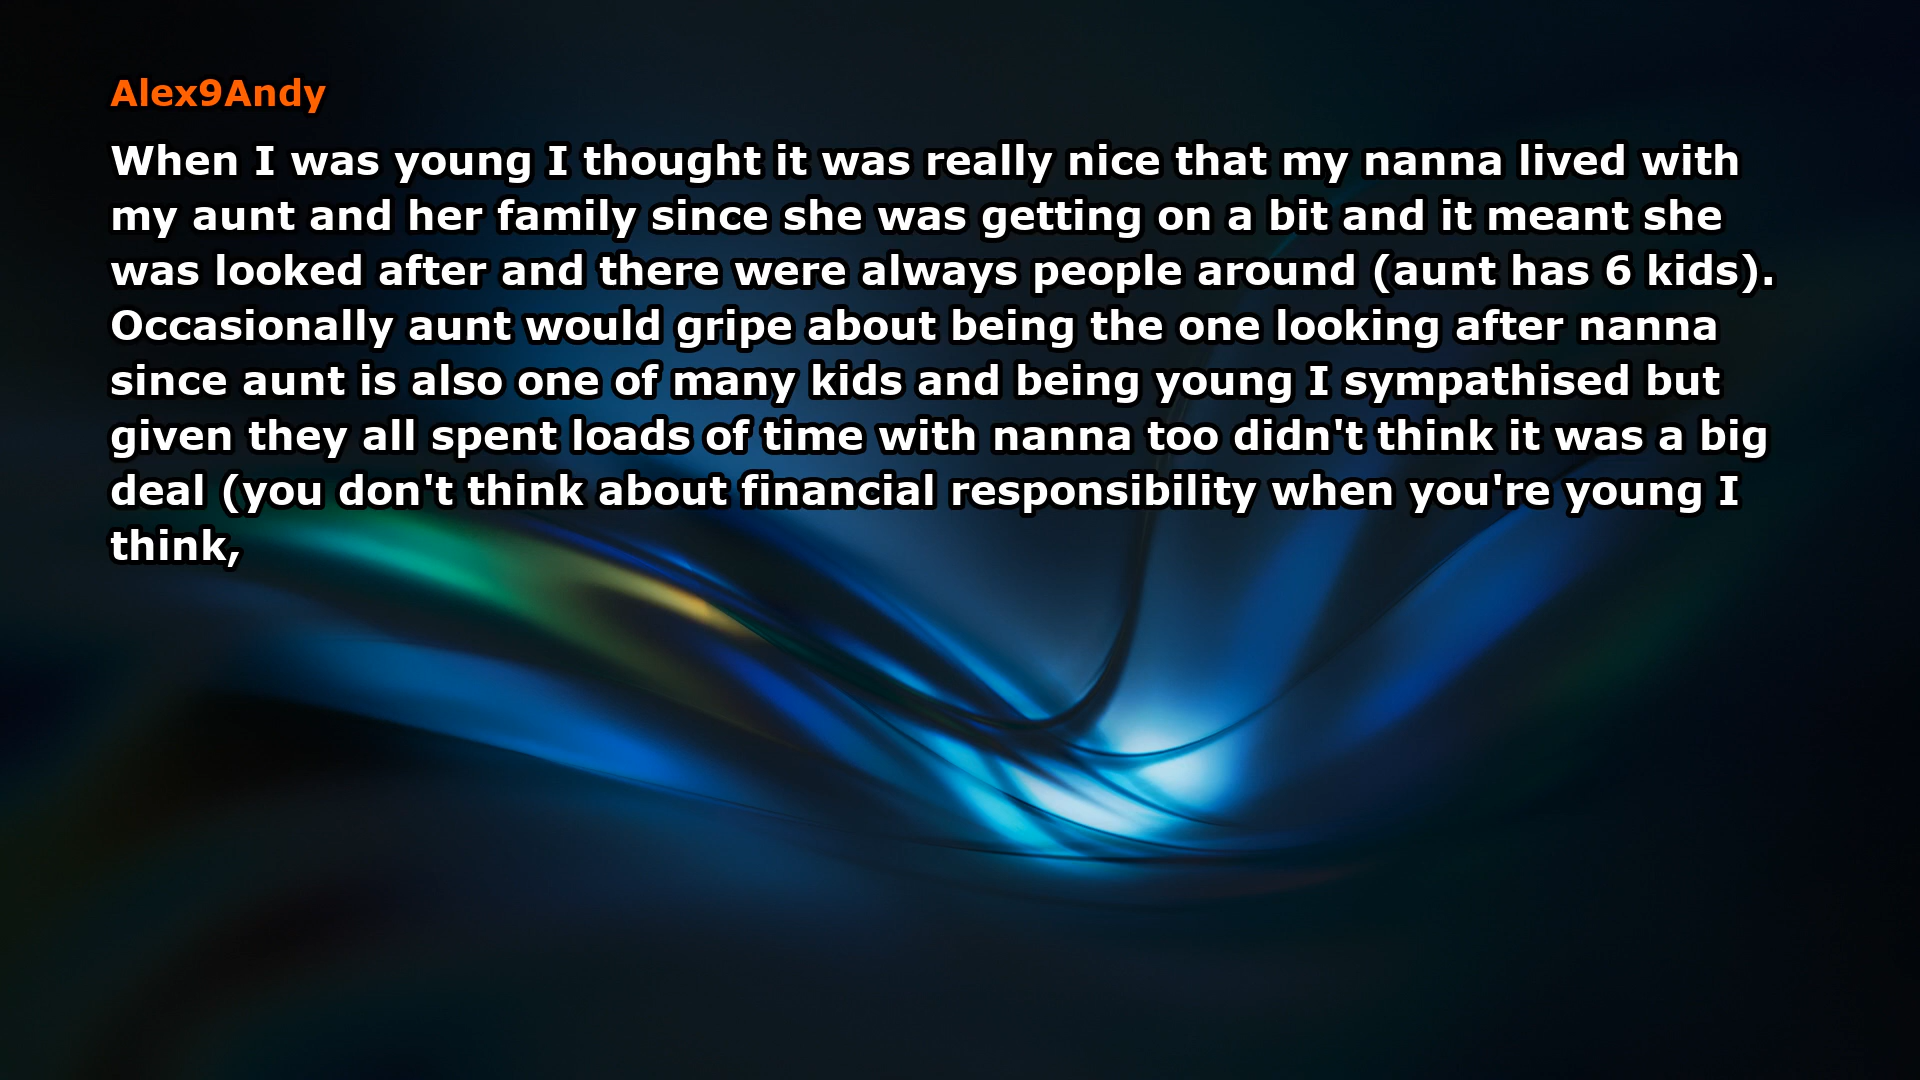 Alex9Andy
When I was young I thought it was really nice that my nanna lived with
my aunt and her family since she was getting on a bit and it meant she
was looked after and there were always people around (aunt has 6 kids).
Occasionally aunt would gripe about being the one looking after nanna
since aunt is also one of many kids and being young I sympathised but
given they all spent loads of time with nanna too didn't think it was a big
deal (you don't think about financial responsibility when you're young I
think,